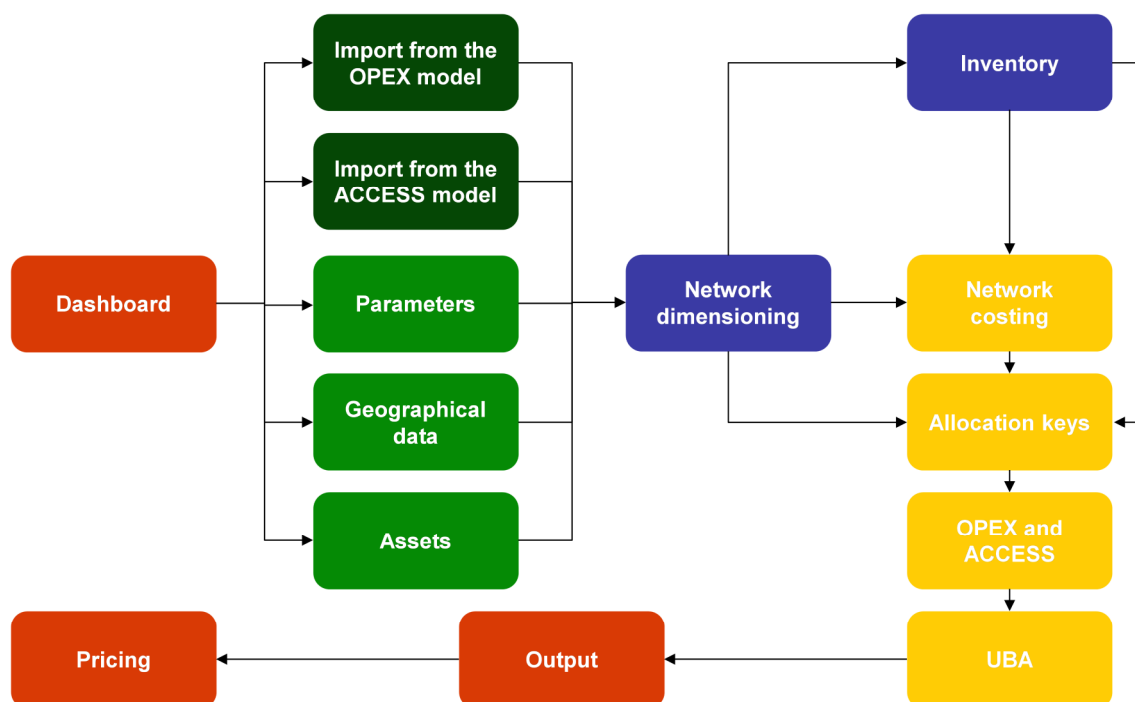 Import from the
OPEX model
Inventory
Import from the
ACCESS model
Dashboard
Parameters
Network
dimensioning
Network
costing
Geographical
data
Allocation keys
Assets
OPEX and
ACCESS
Pricing
Output
UBA